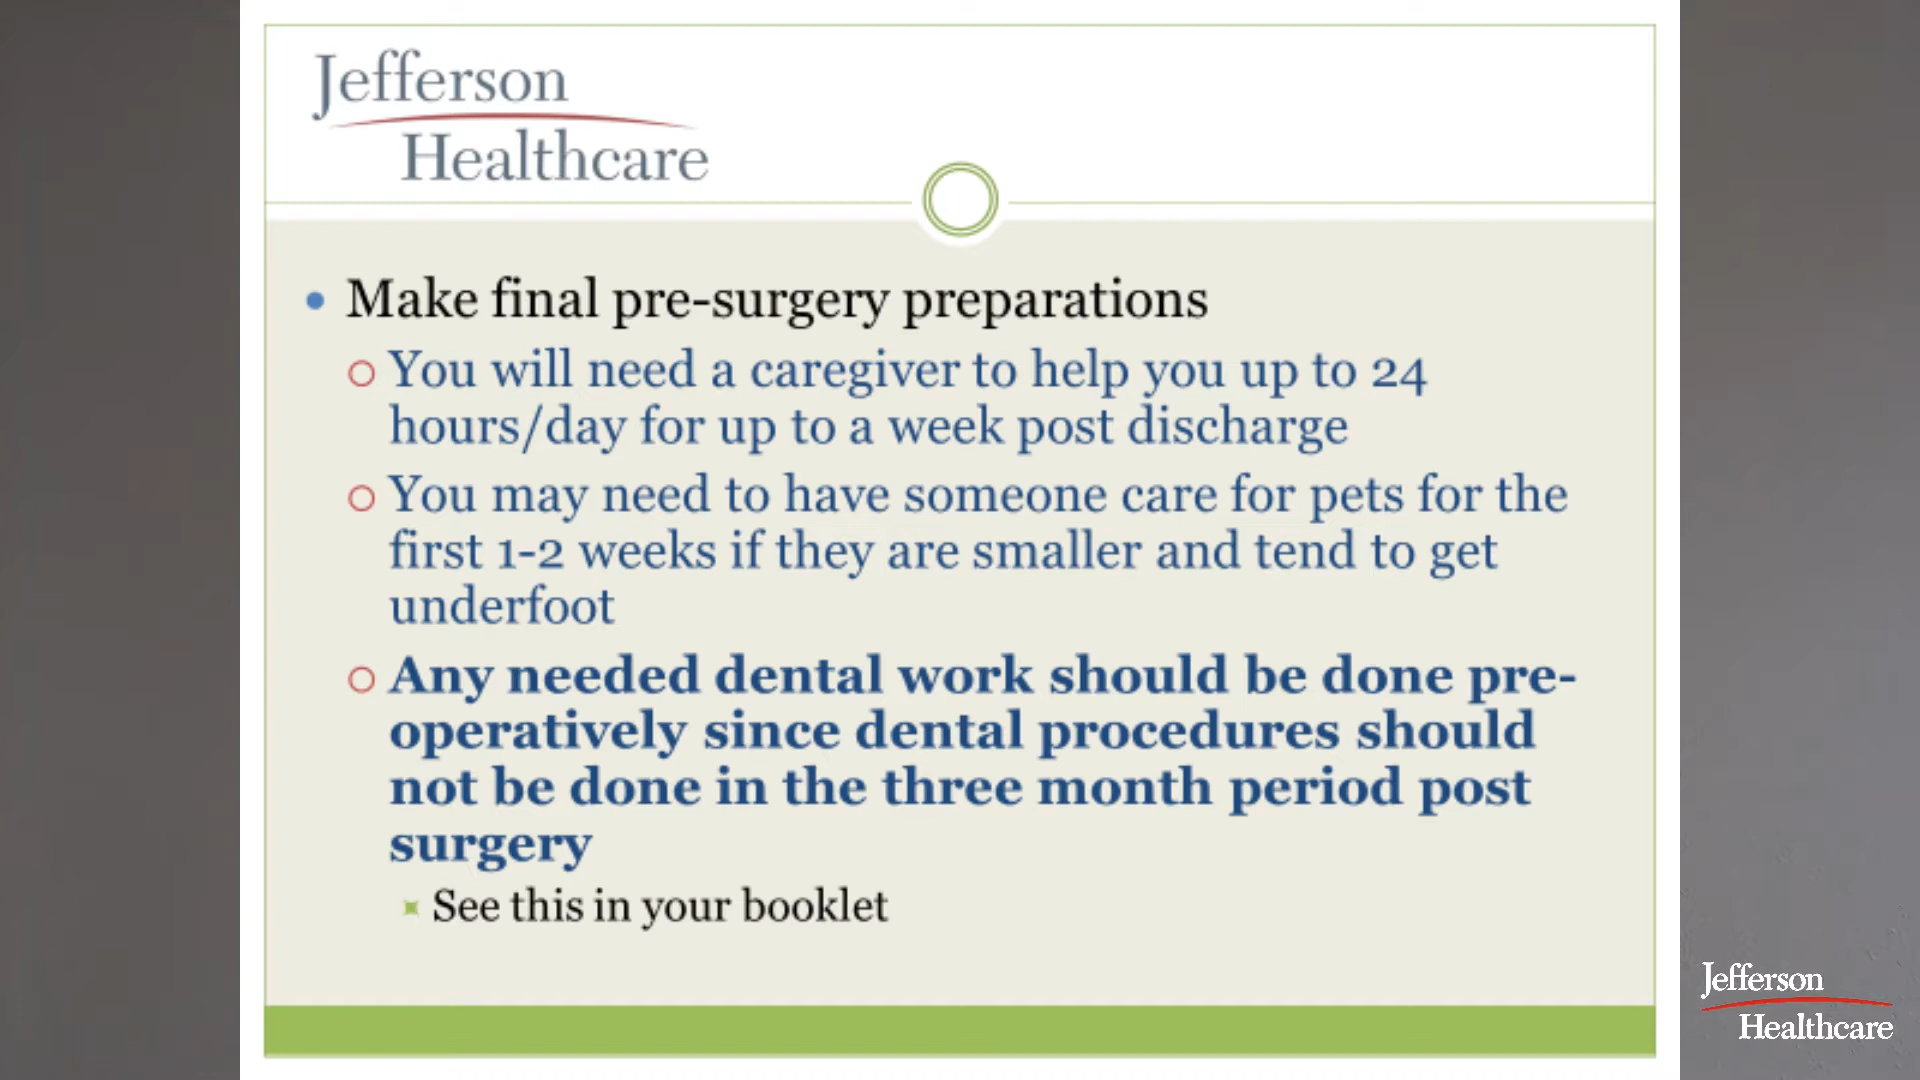 Jefferson
Healthcare
Make final pre-surgery preparations
You will need a caregiver to help you up to 24
hours/day for up to a week post discharge
You may need to have someone care for pets for the
first 1-2 weeks if they are smaller and tend to get
underfoot
Any needed dental work should be done pre-
operatively since dental procedures should
not be done in the three month period post
surgery
See this in your booklet
Jefferson
Healthcare